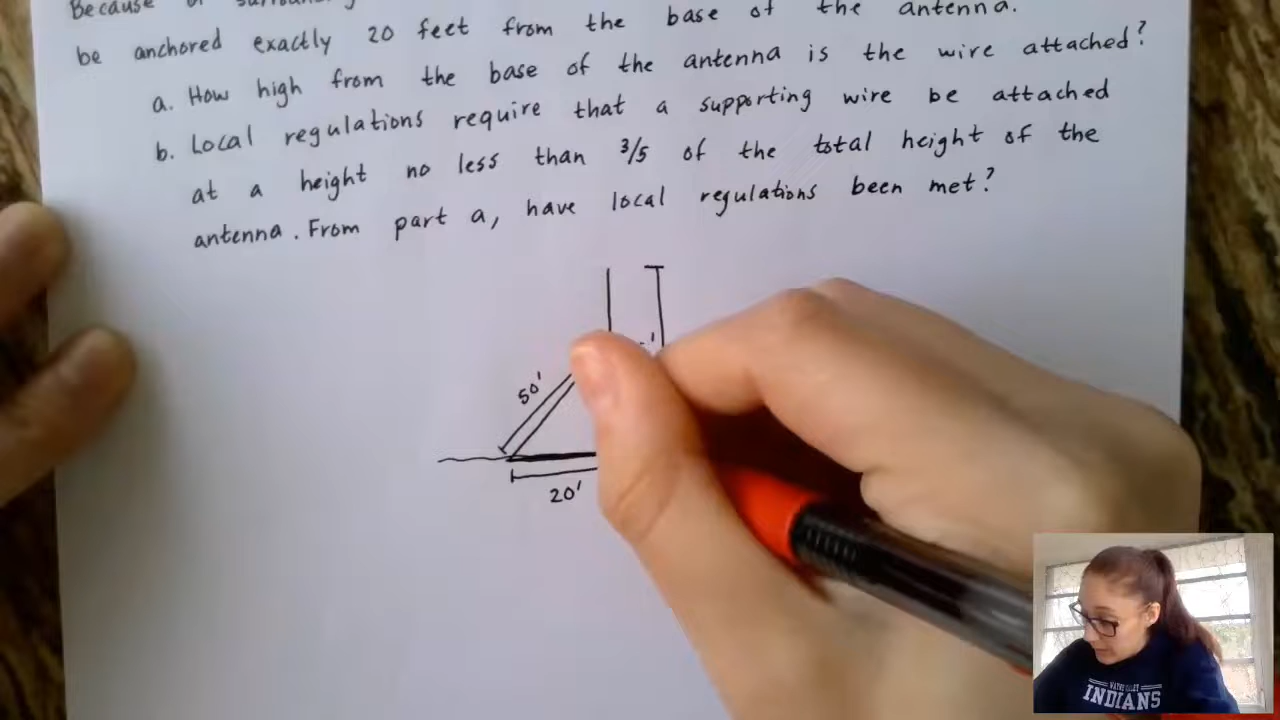 Because of
be anchored exactly 20 feet from the base of the antenna.
a. How high from the base of the antenna is the wire attached?
b. Local regulations require that a supporting wire be attached
at a height no less than 3/5 of the total height of the
antenna. From part a, have local regulations been met?
50'
20'
INDIANS